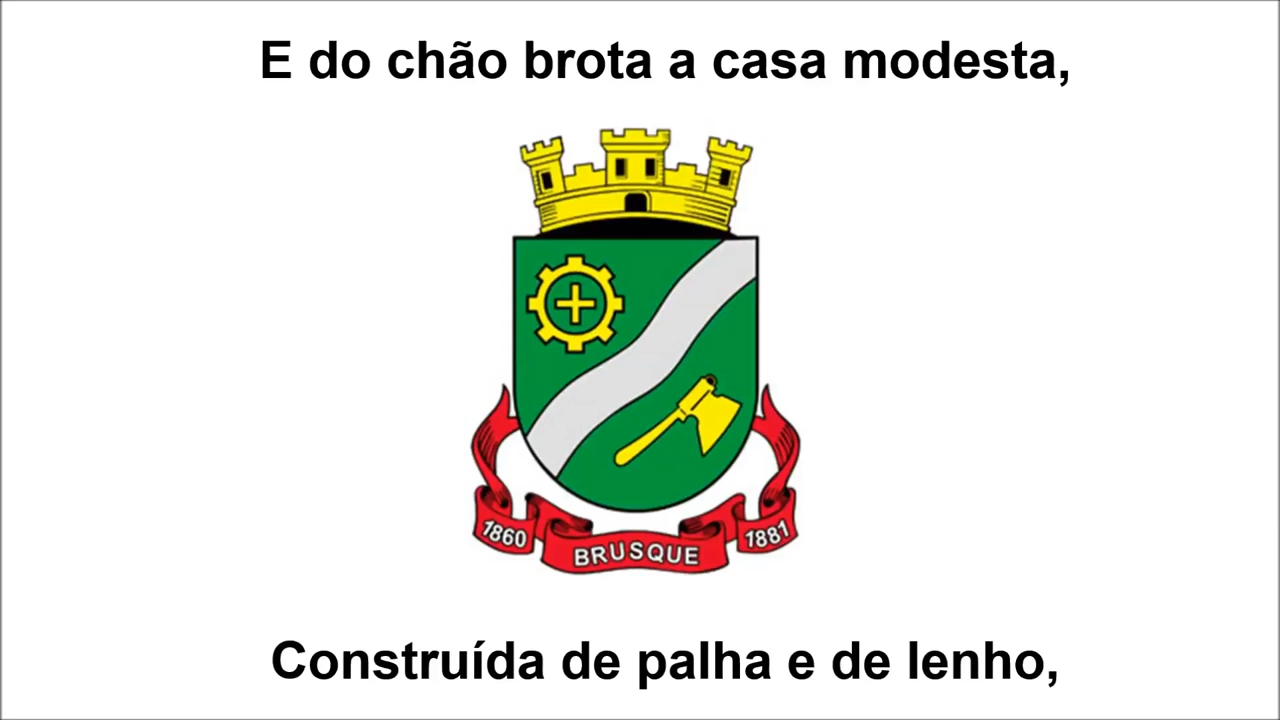 E do chão brota a casa modesta,
1860
BRUSQUE
1881
Construída de palha e de lenho,